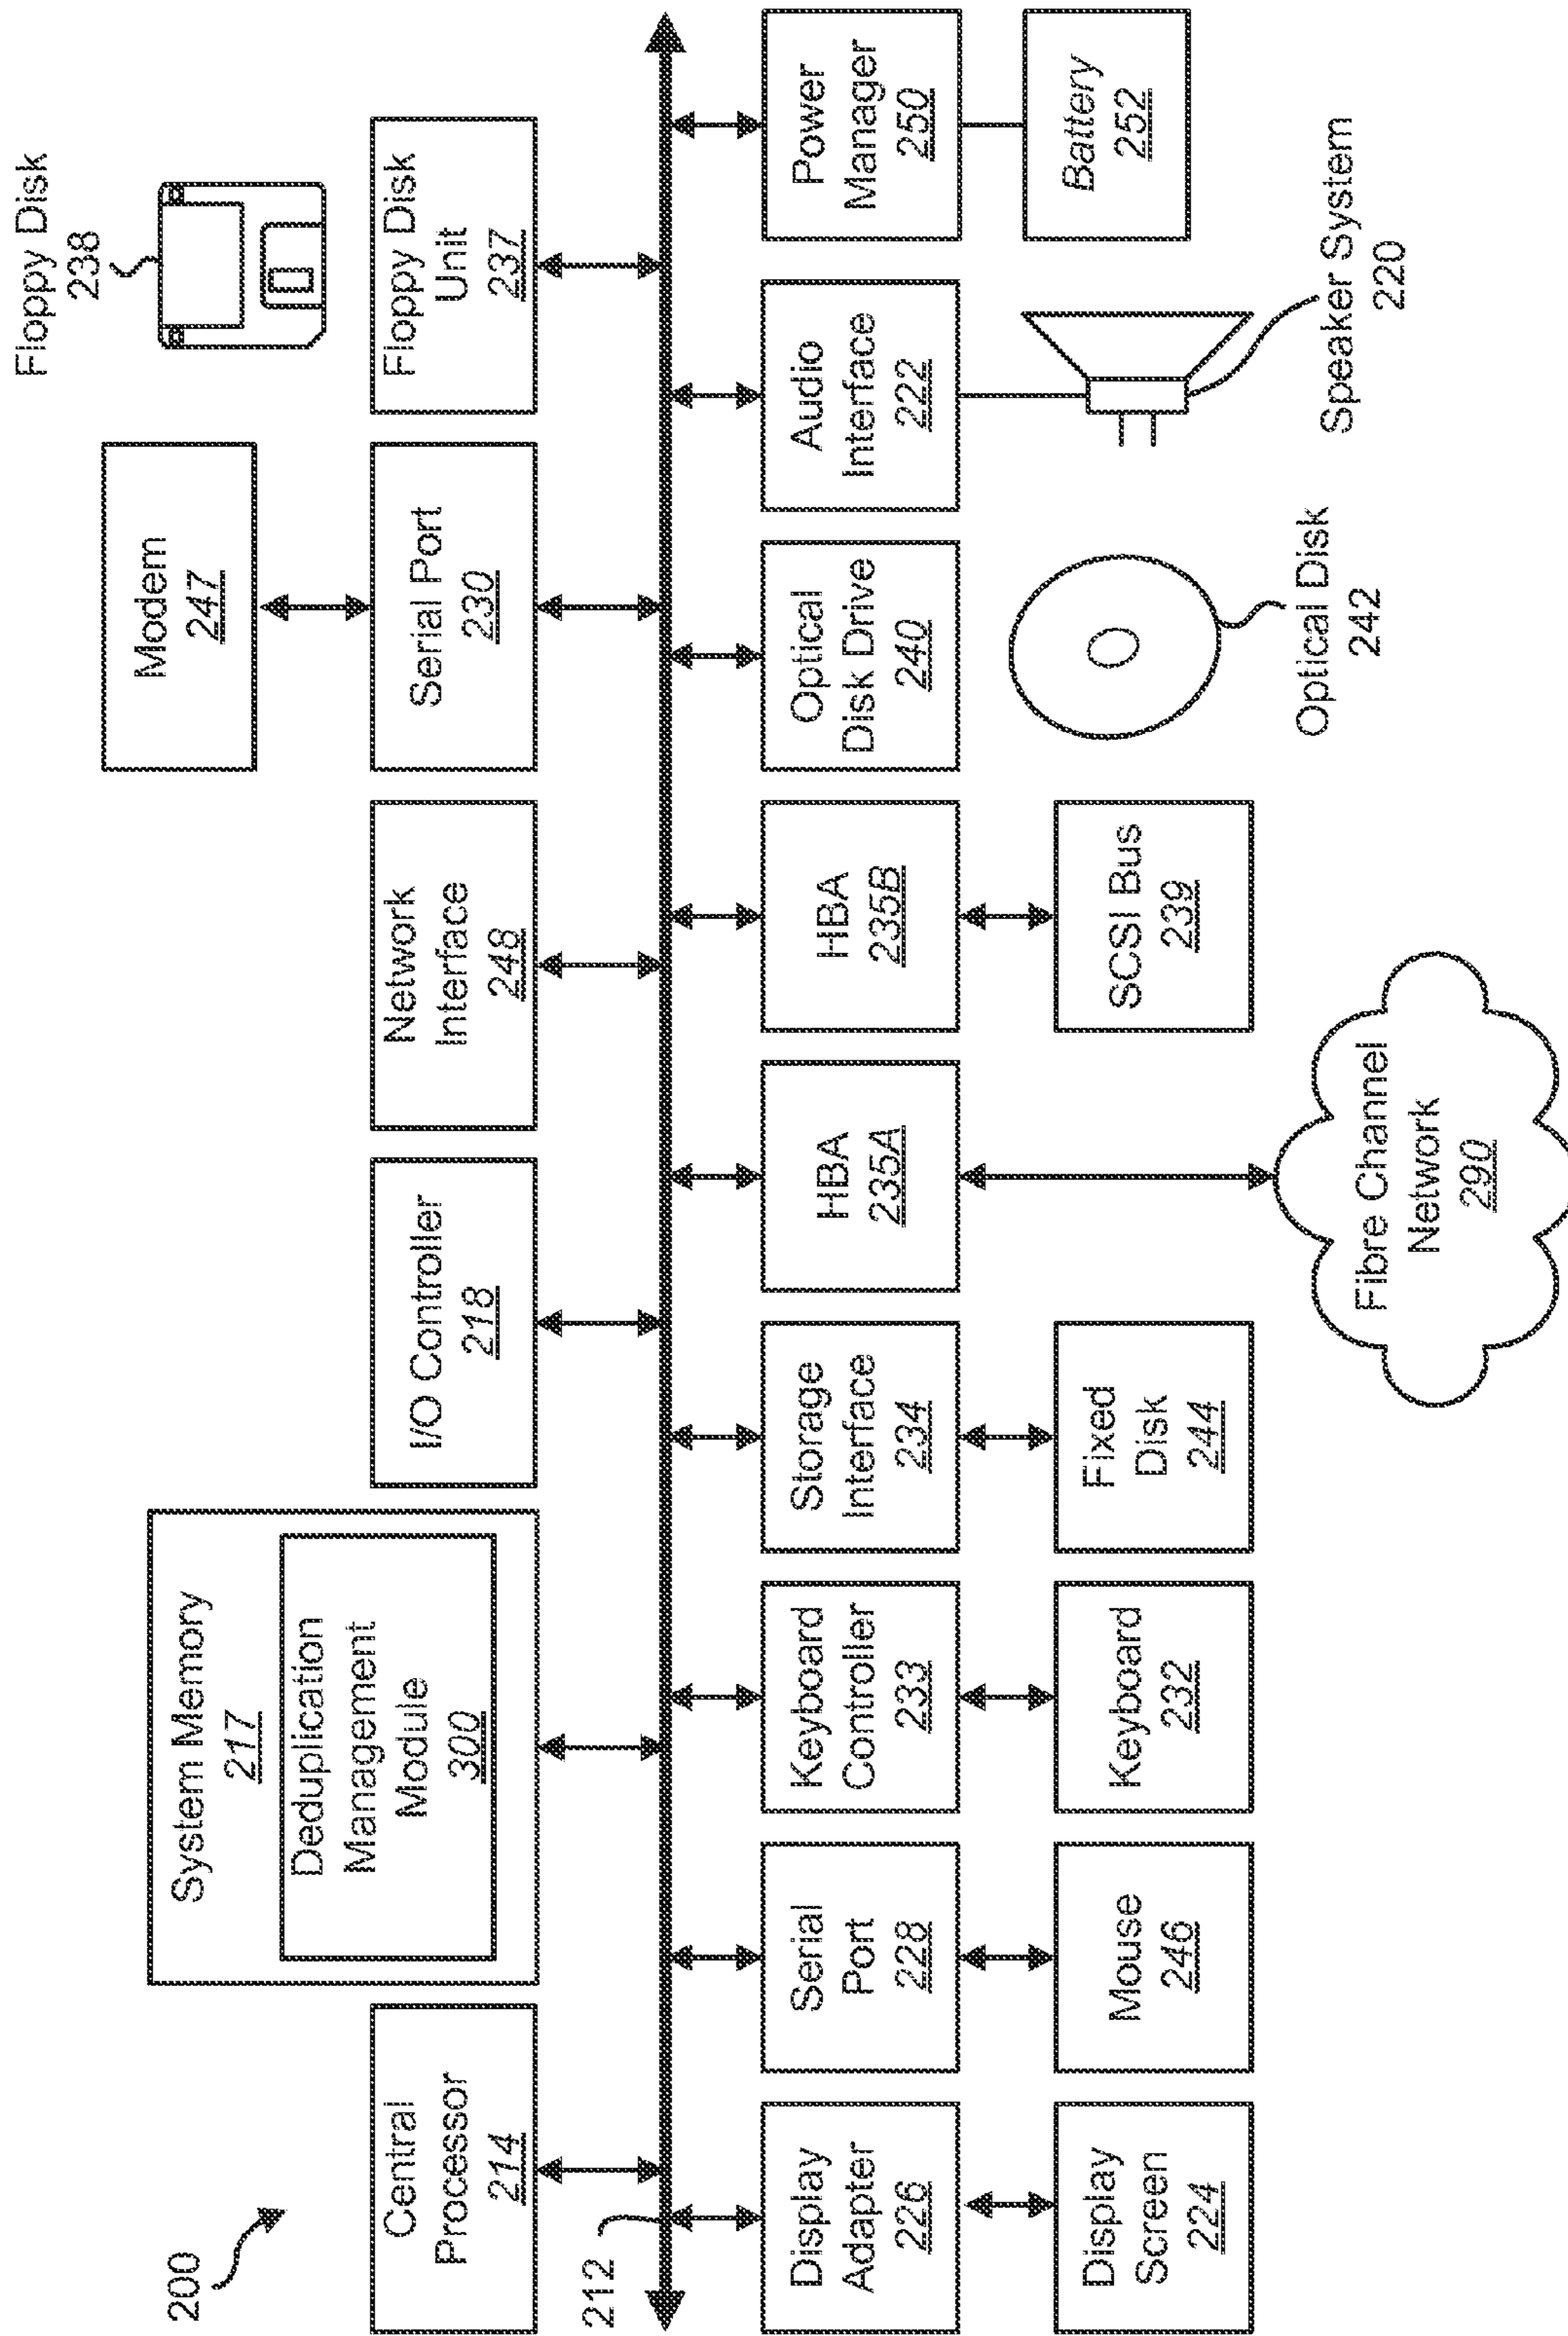 200
Central
Processor
214
System Memory
217
Deduplication
Management
Module
300
I/O Controller
218
Network
Interface
248
Modem
247
Serial Port
230
Floppy Disk
238
Floppy Disk
Unit
237
212
Display
Adapter
226
Serial
Port
228
Keyboard
Controller
233
Storage
Interface
234
HBA
235A
HBA
235B
Optical
Disk Drive
240
Audio
Interface
222
Power
Manager
250
Display
Screen
224
Mouse
246
Keyboard
232
Fixed
Disk
244
Fibre Channel
Network
290
SCSI Bus
239
Optical Disk
242
Speaker System
220
Battery
252